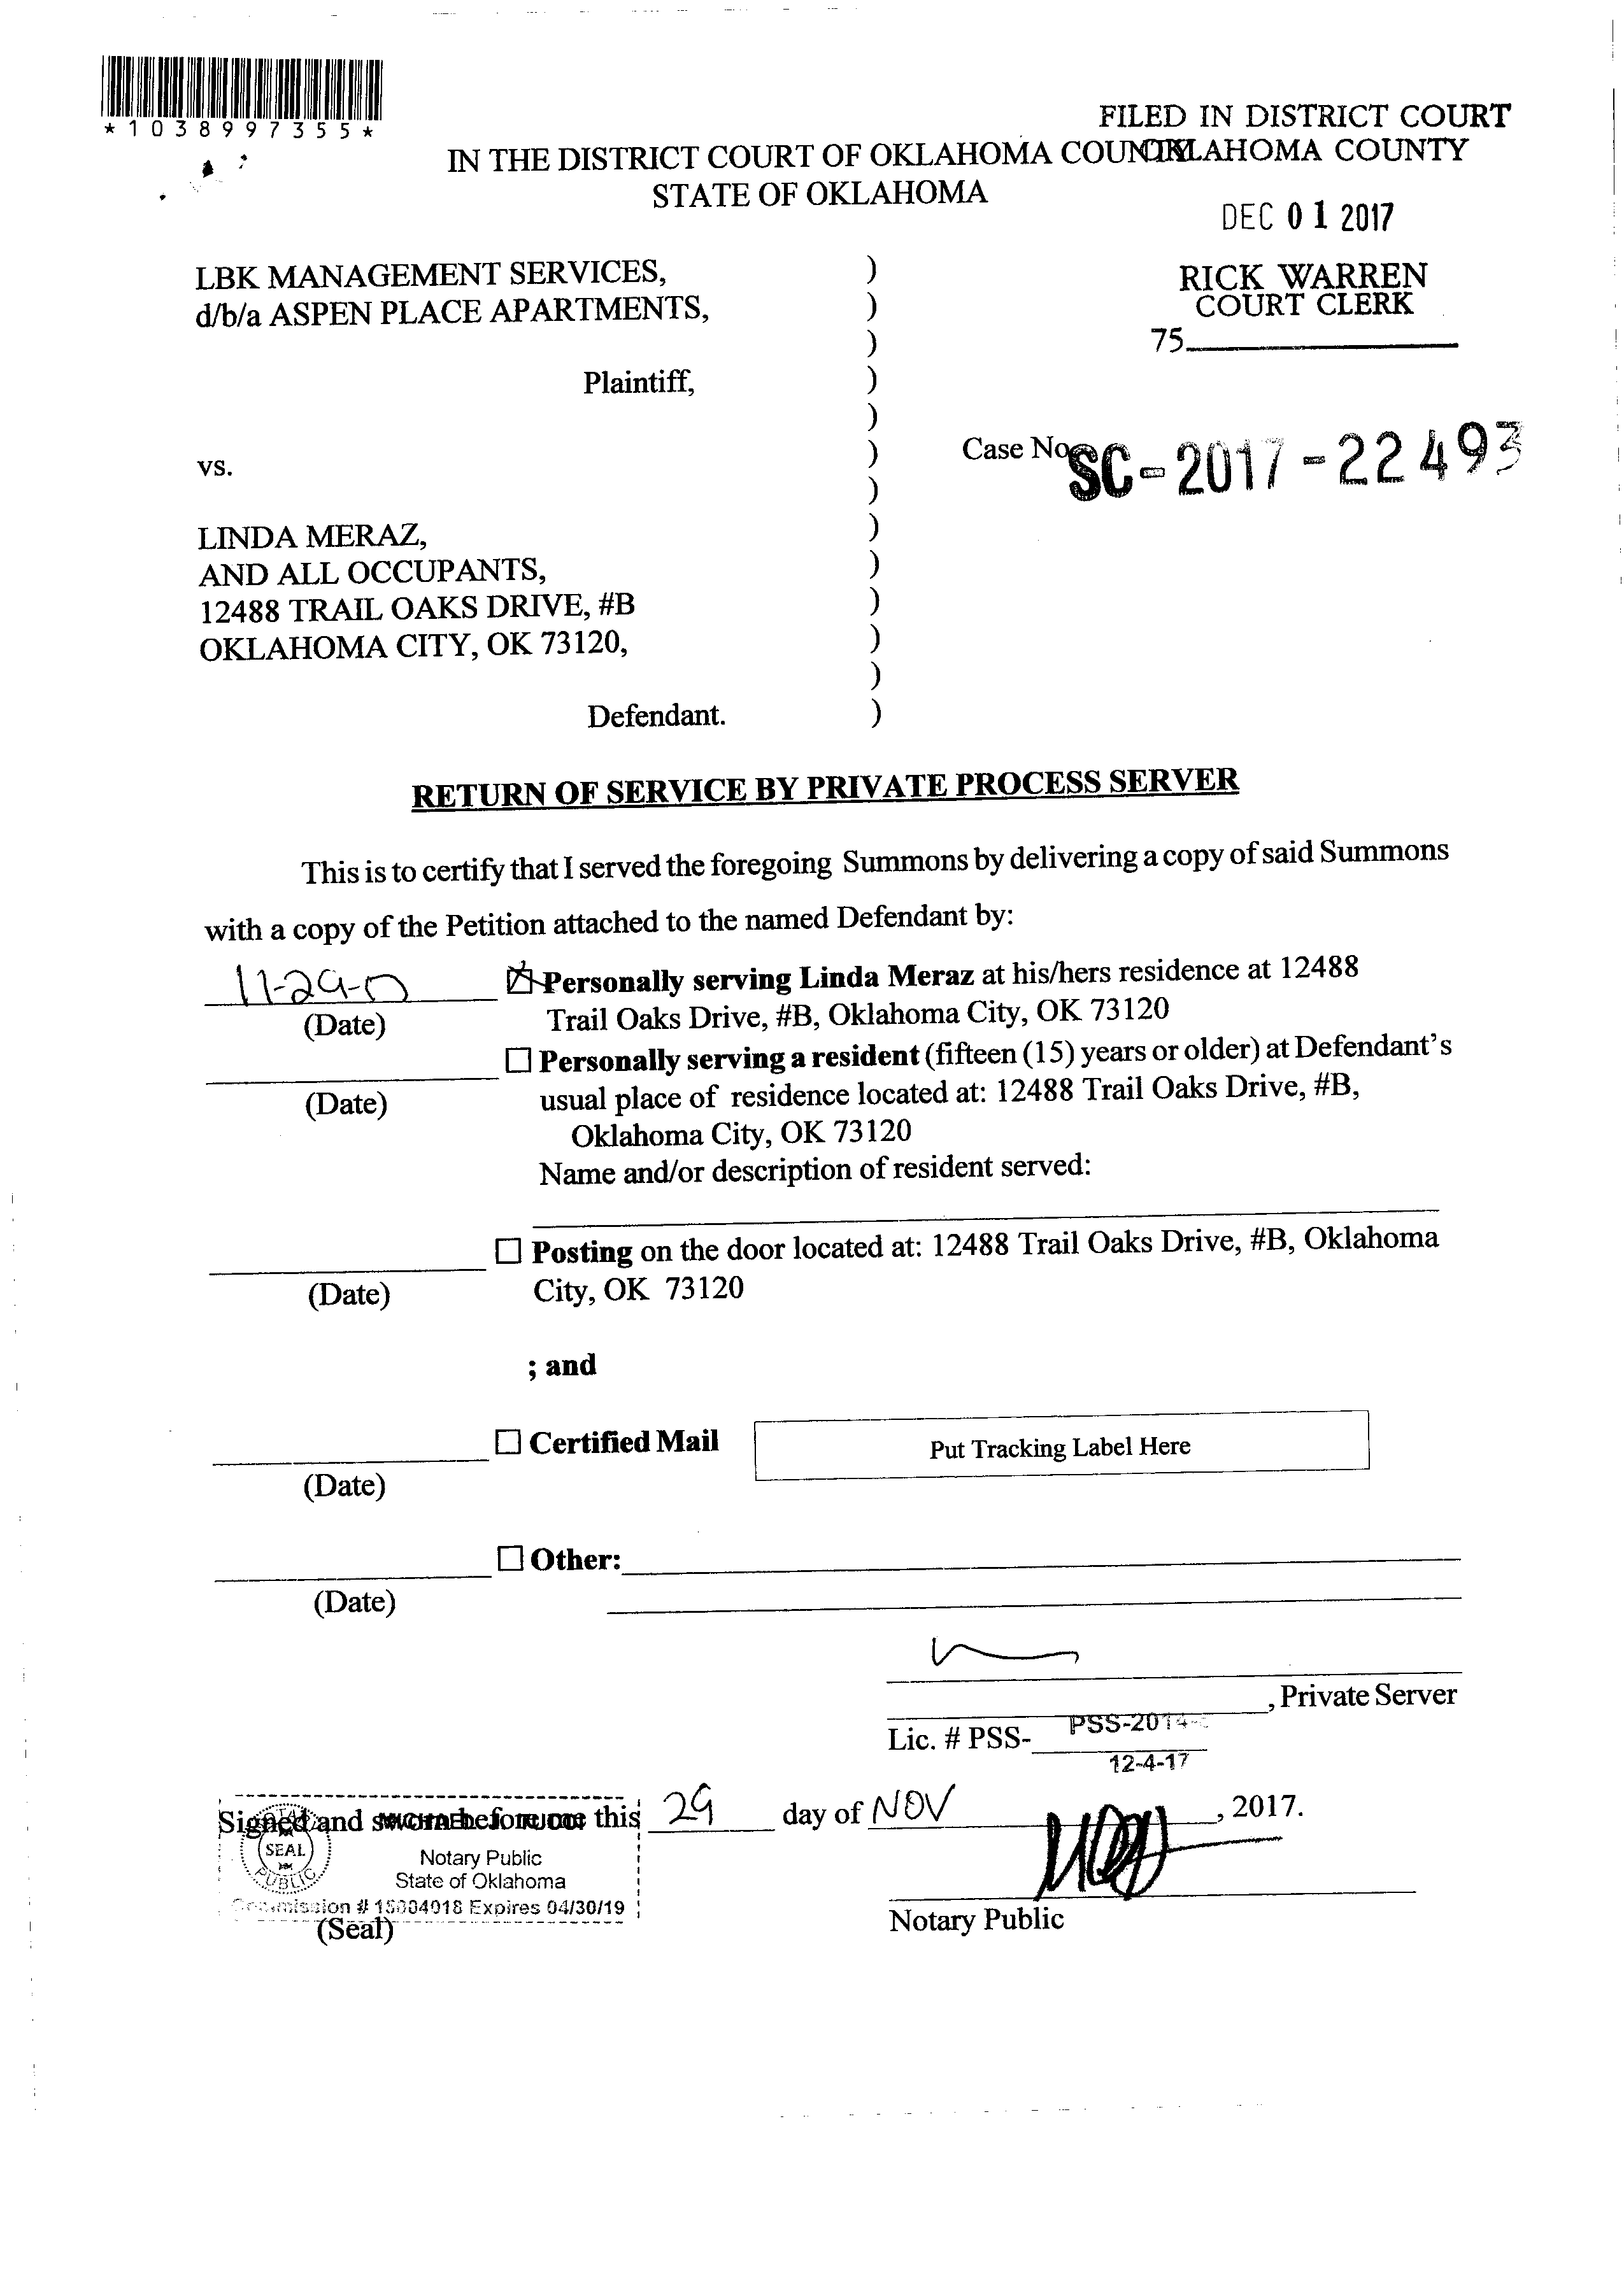 *1038997355*
FILED IN DISTRICT COURT
OKLAHOMA COUNTY
IN THE DISTRICT COURT OF OKLAHOMA COUNTY
STATE OF OKLAHOMA
DEC 01 2017
LBK MANAGEMENT SERVICES,
d/b/a ASPEN PLACE APARTMENTS,
RICK WARREN
COURT CLERK
75
Plaintiff,
vs.
Case No. SC-2017-22493
LINDA MERAZ,
AND ALL OCCUPANTS,
12488 TRAIL OAKS DRIVE, #B
OKLAHOMA CITY, OK 73120,
Defendant.
RETURN OF SERVICE BY PRIVATE PROCESS SERVER
This is to certify that I served the foregoing Summons by delivering a copy of said Summons
with a copy of the Petition attached to the named Defendant by:
11-29-17 Personally serving Linda Meraz at his/hers residence at 12488
(Date) Trail Oaks Drive, #B, Oklahoma City, OK 73120
Personally serving a resident (fifteen (15) years or older) at Defendant's
(Date) usual place of residence located at: 12488 Trail Oaks Drive, #B,
Oklahoma City, OK 73120
Name and/or description of resident served:
Posting on the door located at: 12488 Trail Oaks Drive, #B, Oklahoma
(Date) City, OK 73120
; and
Certified Mail Put Tracking Label Here
(Date)
Other:
(Date)
, Private Server
Lic. # PSS- PSS-2014-
12-4-17
Signed and sworn before me this 29 day of NOV, 2017.
SEAL
PUBLIC
Notary Public
State of Oklahoma
Commission # 15004018 Expires 04/30/19
(Seal)
Notary Public